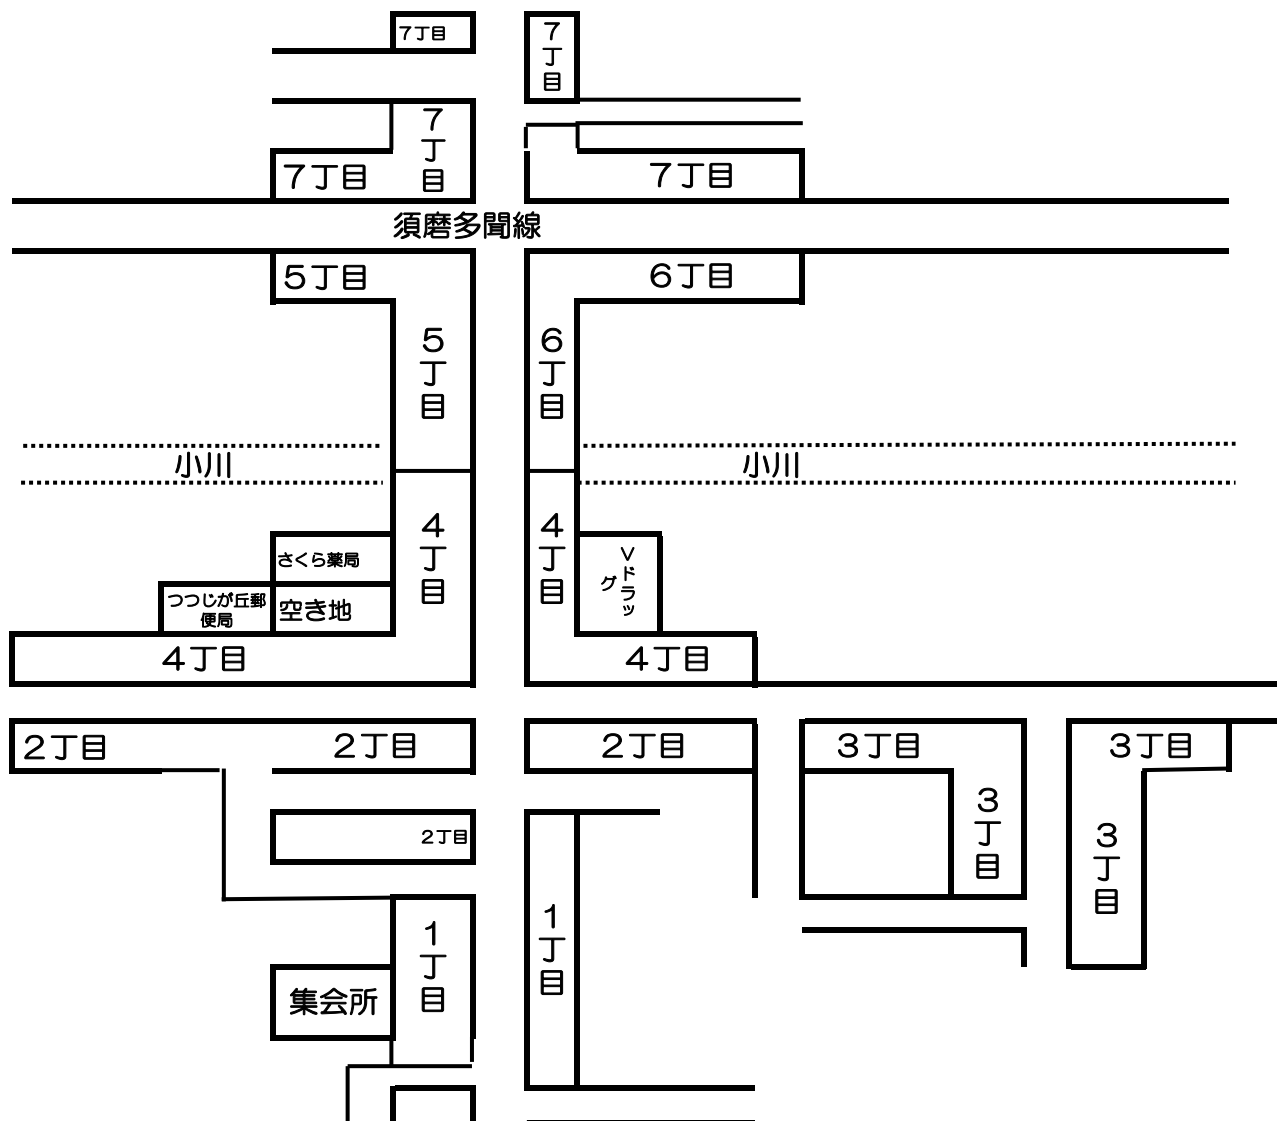 ７丁目
７丁目
７丁目
７丁目
７丁目
須磨多聞線
５丁目
６丁目
５丁目
６丁目
小川
小川
４丁目
４丁目
さくら薬局
Ｖドラッ
グ
つつじが丘郵
便局
空き地
４丁目
４丁目
２丁目
２丁目
２丁目
３丁目
３丁目
３丁目
３丁目
２丁目
１丁目
１丁目
集会所